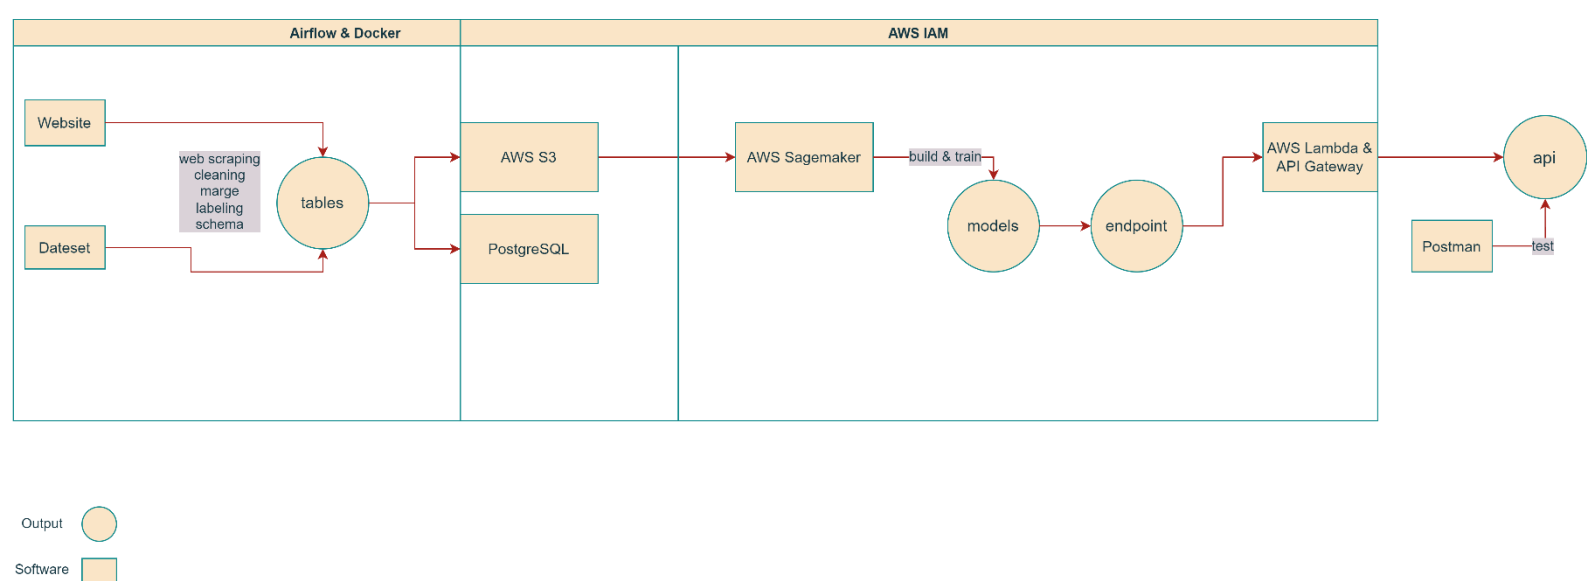 Airflow & Docker
AWS IAM
Website
web scraping
cleaning
marge
labeling
schema
tables
Dateset
AWS S3
PostgreSQL
AWS Sagemaker
build & train
models
endpoint
AWS Lambda &
API Gateway
api
Postman
test
Output
Software